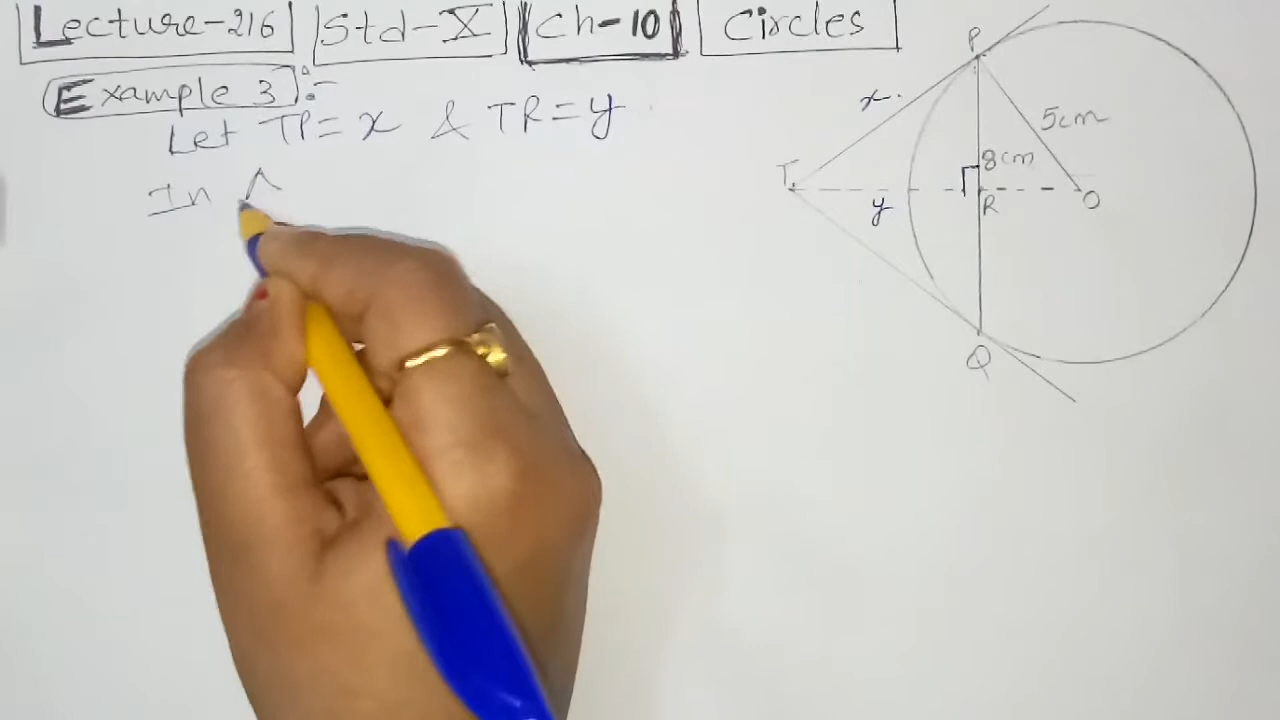 Lecture-216 Std-X Ch-10 Circles
Example 3:-
Let TP = x & TR = y
In
P
x
5cm
8cm
T
R
O
y
Q